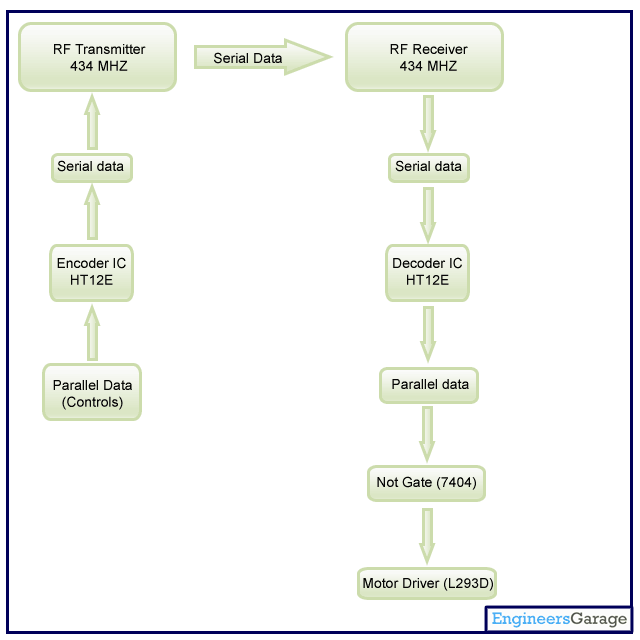 RF Transmitter
434 MHZ
Serial Data
RF Receiver
434 MHZ
Serial data
Serial data
Encoder IC
HT12E
Decoder IC
HT12E
Parallel Data
(Controls)
Parallel data
Not Gate (7404)
Motor Driver (L293D)
EngineersGarage